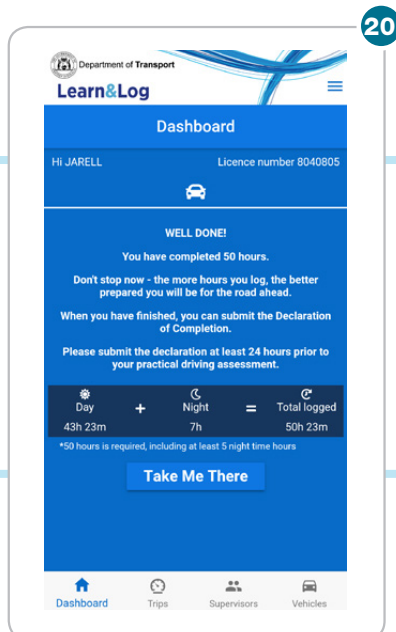 20
Department of Transport
Learn&Log
Dashboard
Hi JARELL Licence number 8040805
WELL DONE!
You have completed 50 hours.
Don't stop now - the more hours you log, the better
prepared you will be for the road ahead.
When you have finished, you can submit the Declaration
of Completion.
Please submit the declaration at least 24 hours prior to
your practical driving assessment.
Day + Night = Total logged
43h 23m 7h 50h 23m
*50 hours is required, including at least 5 night time hours
Take Me There
Dashboard Trips Supervisors Vehicles